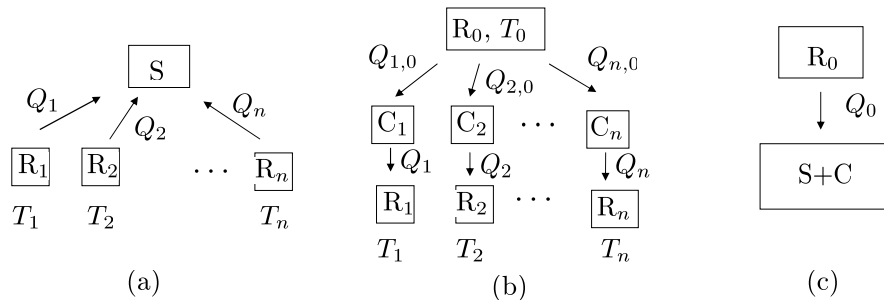 S
Q₁ Q₂ Qₙ
R₁ R₂ ··· Rₙ
T₁ T₂ Tₙ
(a)
R₀, T₀
Q₁,₀ Q₂,₀ Qₙ,₀
C₁ C₂ ··· Cₙ
Q₁ Q₂ Qₙ
R₁ R₂ ··· Rₙ
T₁ T₂ Tₙ
(b)
R₀
Q₀
S+C
(c)